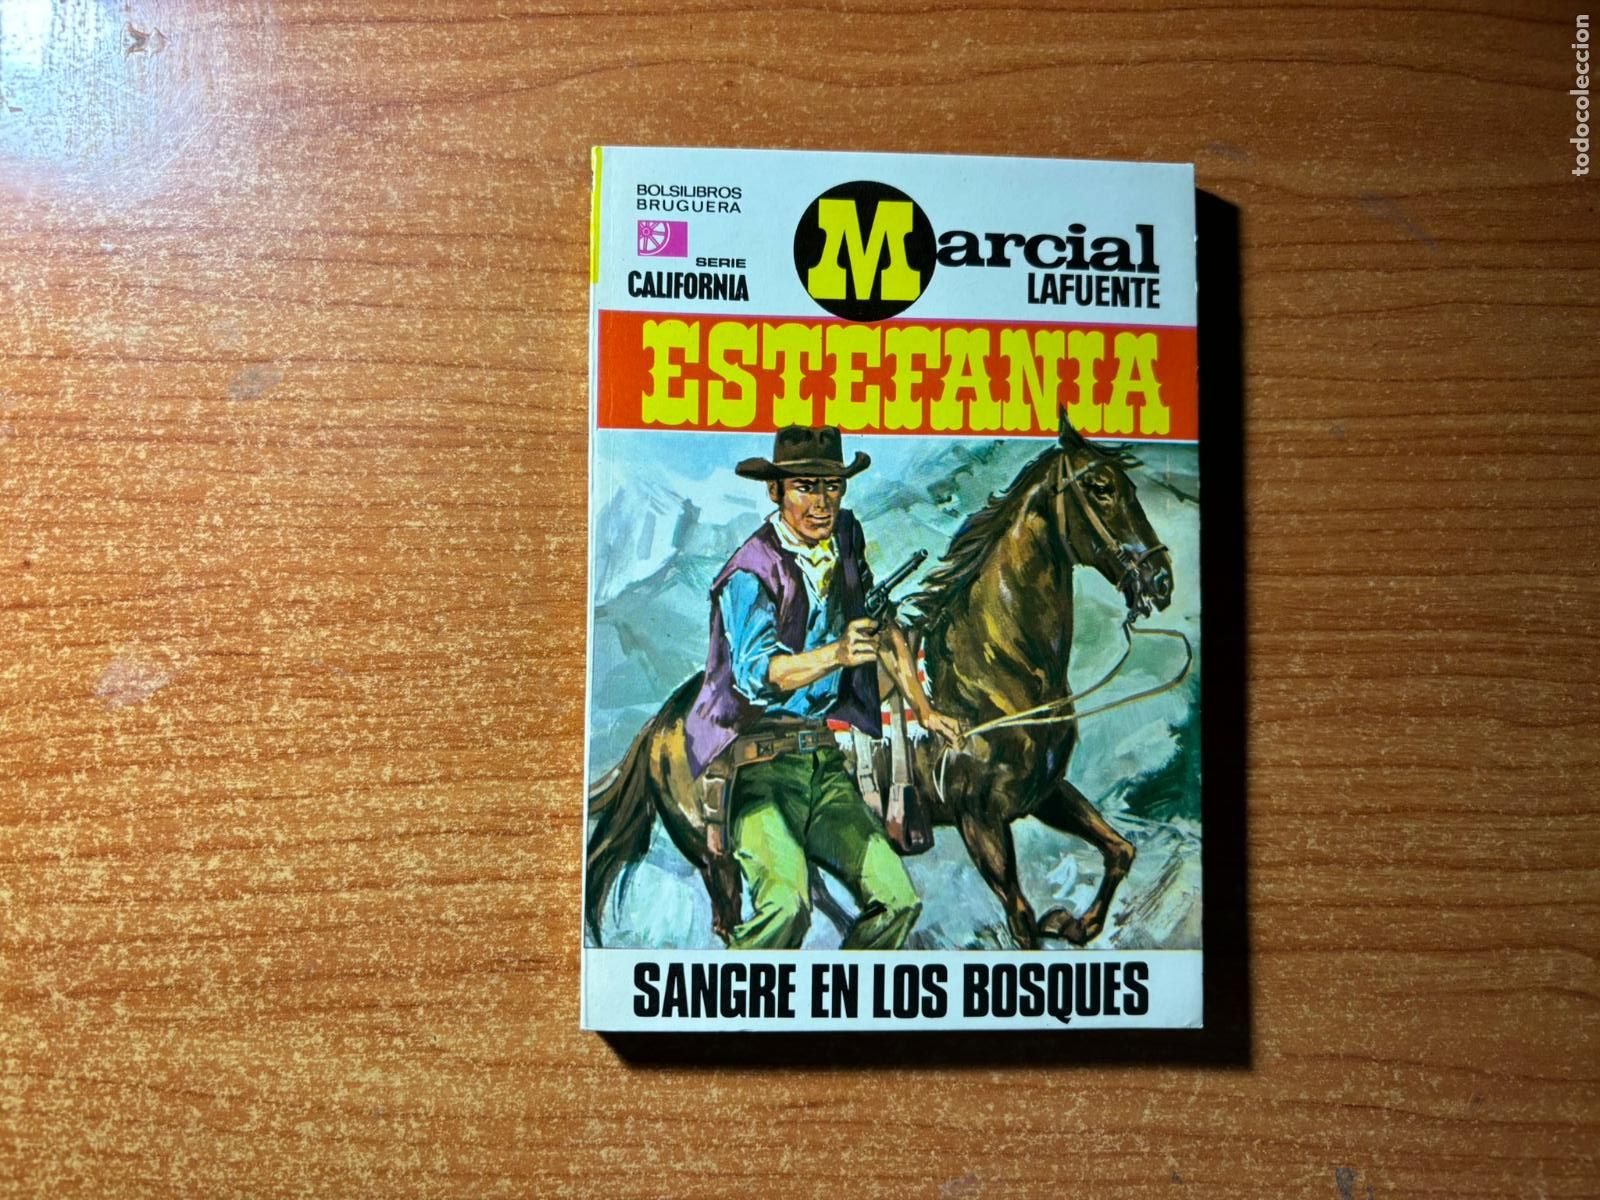 BOLSILIBROS
BRUGUERA
SERIE
CALIFORNIA
Marcial
LAFUENTE
ESTEFANIA
SANGRE EN LOS BOSQUES
todocoleccion